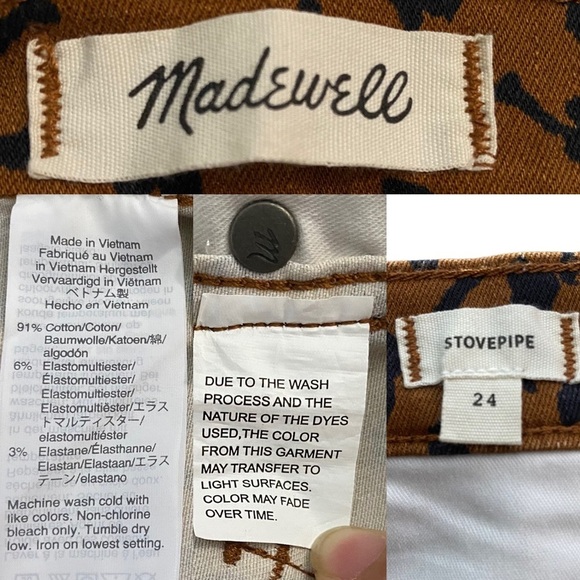 Madewell
Made in Vietnam
Fabriqué au Vietnam
in Vietnam Hergestellt
Vervaardigd in Viëtnam
ベトナム製
Hecho en Vietnam
91% Cotton/Coton/
Baumwolle/Katoen/綿/
algodón
6% Elastomultiester/
Élastomultiester/
Elastomultiester/
Elastomultiëster/エラス
トマルティスター/
elastomultiéster
3% Elastane/Élasthanne/
Elastan/Elastaan/エラス
テーン/elastano
Machine wash cold with
like colors. Non-chlorine
bleach only. Tumble dry
low. Iron on lowest setting.
DUE TO THE WASH
PROCESS AND THE
NATURE OF THE DYES
USED,THE COLOR
FROM THIS GARMENT
MAY TRANSFER TO
LIGHT SURFACES.
COLOR MAY FADE
OVER TIME.
STOVEPIPE
24